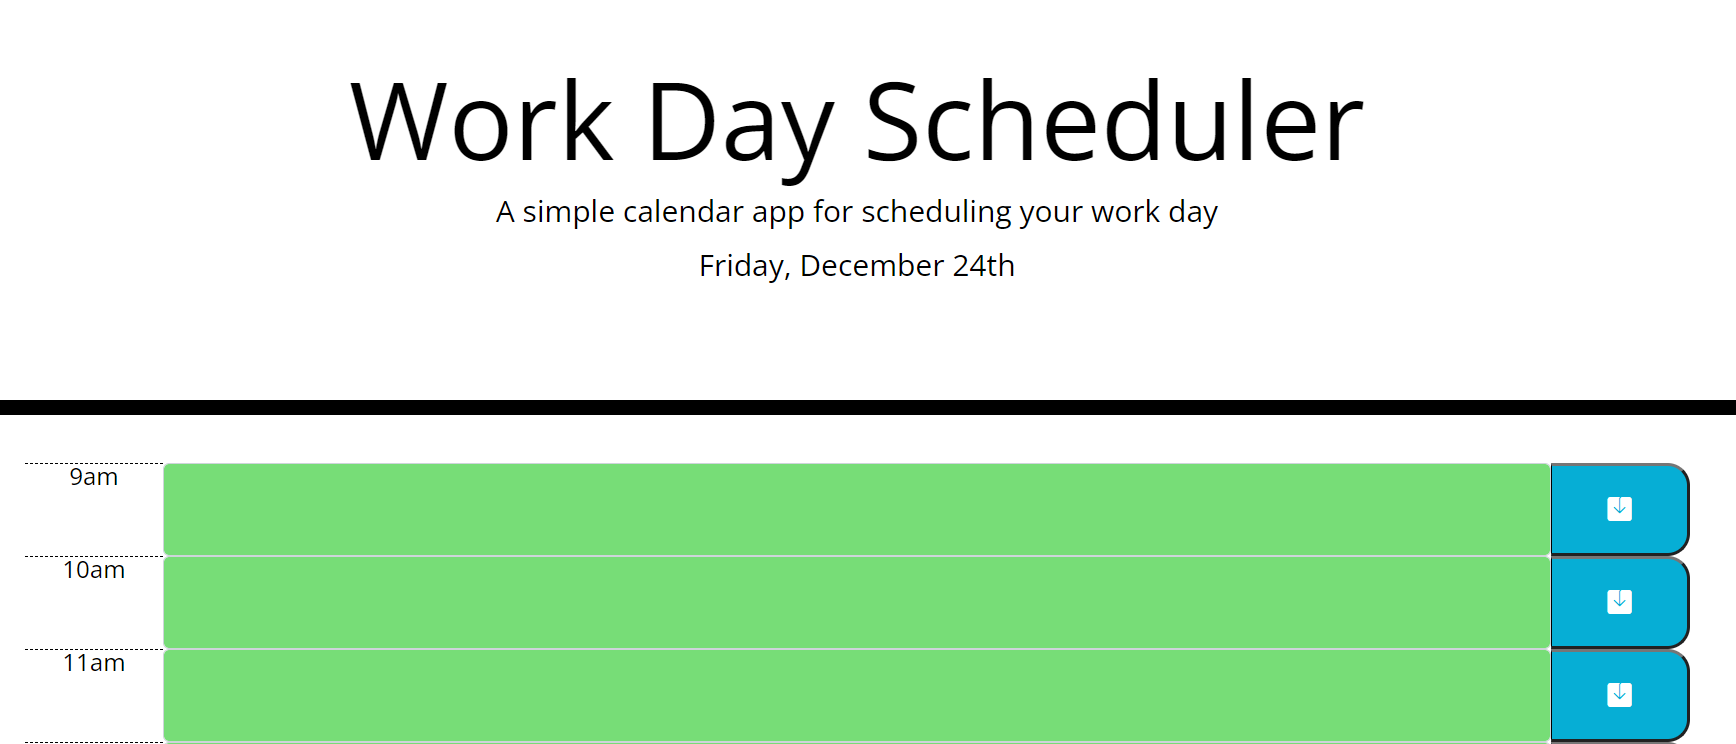 Work Day Scheduler
A simple calendar app for scheduling your work day
Friday, December 24th
9am
10am
11am